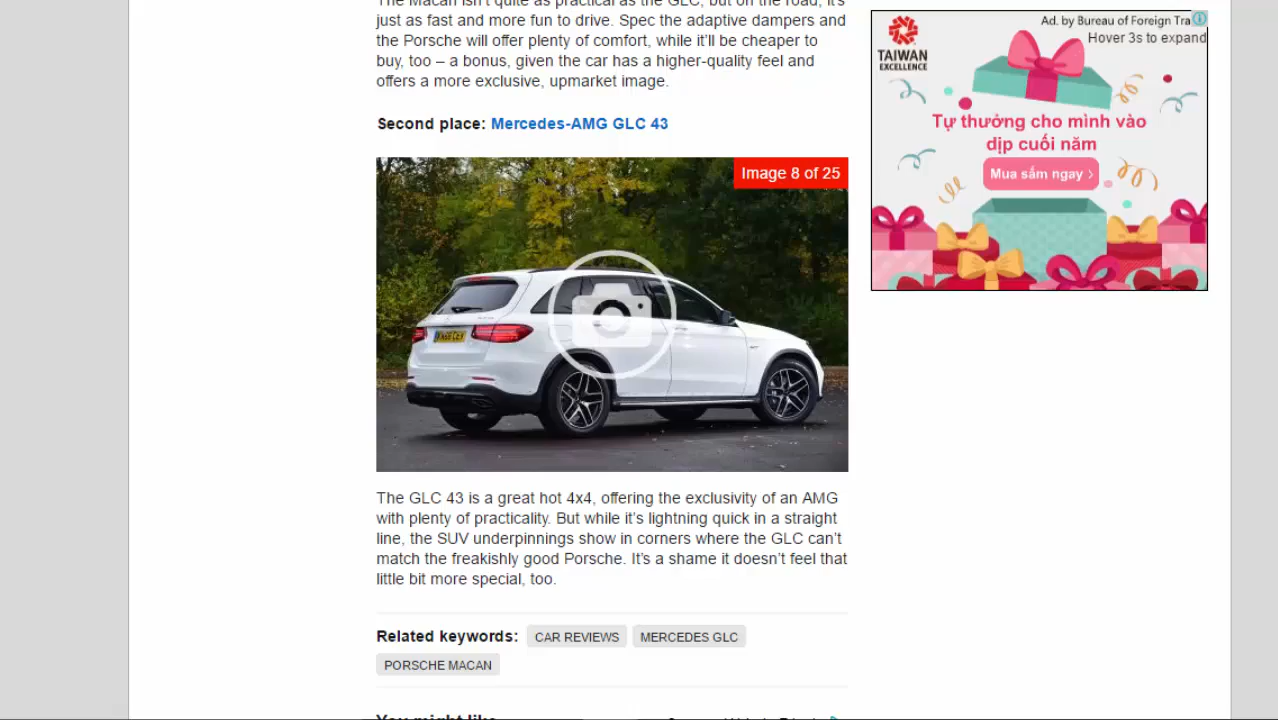 The Macan isn't quite as practical as the GLC, but on the road, it's
just as fast and more fun to drive. Spec the adaptive dampers and
the Porsche will offer plenty of comfort, while it'll be cheaper to
buy, too – a bonus, given the car has a higher-quality feel and
offers a more exclusive, upmarket image.
Second place: Mercedes-AMG GLC 43
Image 8 of 25
The GLC 43 is a great hot 4x4, offering the exclusivity of an AMG
with plenty of practicality. But while it's lightning quick in a straight
line, the SUV underpinnings show in corners where the GLC can't
match the freakishly good Porsche. It's a shame it doesn't feel that
little bit more special, too.
Related keywords: CAR REVIEWS MERCEDES GLC
PORSCHE MACAN
You might like
Ad. by Bureau of Foreign Tra
Hover 3s to expand
TAIWAN
EXCELLENCE
Tự thưởng cho mình vào
dịp cuối năm
Mua sắm ngay ›